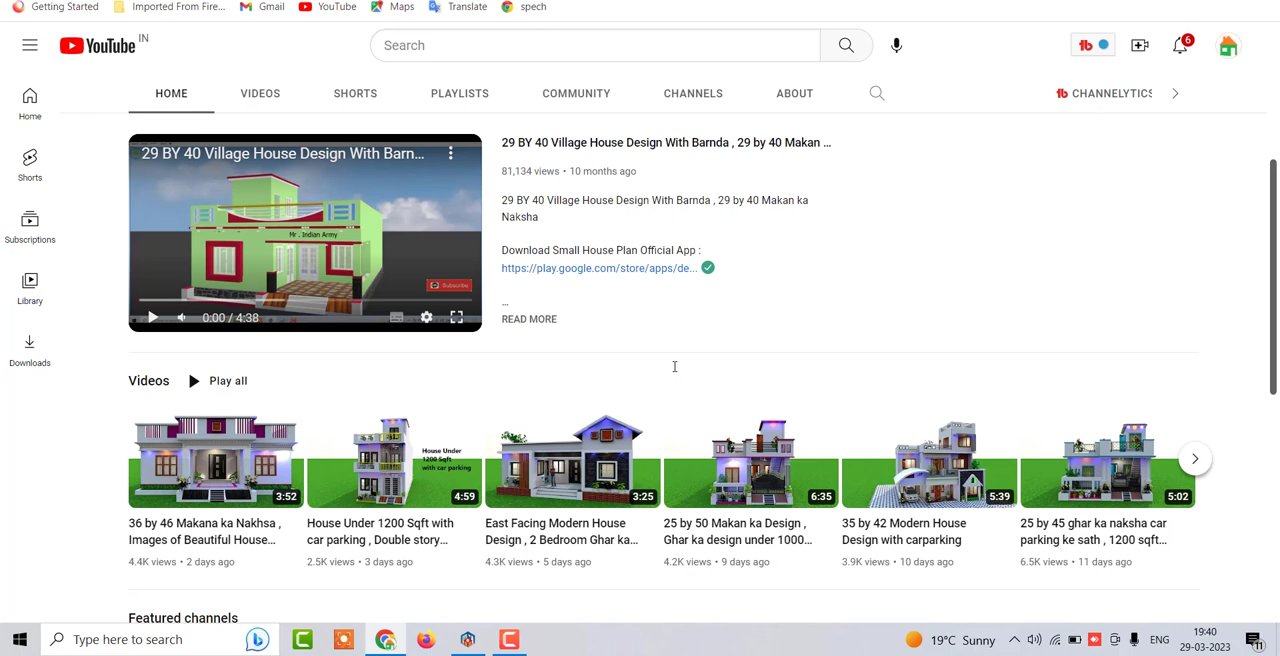 Getting Started
Imported From Fire...
Gmail
YouTube
Maps
Translate
spech
YouTube IN
Search
tb
6
Home
Shorts
Subscriptions
Library
Downloads
HOME
VIDEOS
SHORTS
PLAYLISTS
COMMUNITY
CHANNELS
ABOUT
tb CHANNELYTICS
29 BY 40 Village House Design With Barn...
Mr . Indian Army
Subscribe
0:00 / 4:38
29 BY 40 Village House Design With Barnda , 29 by 40 Makan ...
81,134 views • 10 months ago
29 BY 40 Village House Design With Barnda , 29 by 40 Makan ka
Naksha
Download Small House Plan Official App :
https://play.google.com/store/apps/de...
...
READ MORE
Videos
Play all
3:52
36 by 46 Makana ka Nakhsa ,
Images of Beautiful House...
4.4K views • 2 days ago
House Under
1200 Sqft
with car parking
4:59
House Under 1200 Sqft with
car parking , Double story...
2.5K views • 3 days ago
3:25
East Facing Modern House
Design , 2 Bedroom Ghar ka...
4.3K views • 5 days ago
6:35
25 by 50 Makan ka Design ,
Ghar ka design under 1000...
4.2K views • 9 days ago
5:39
35 by 42 Modern House
Design with carparking
3.9K views • 10 days ago
5:02
25 by 45 ghar ka naksha car
parking ke sath , 1200 sqft...
6.5K views • 11 days ago
Featured channels
Type here to search
19°C Sunny
ENG
19:40
29-03-2023
11